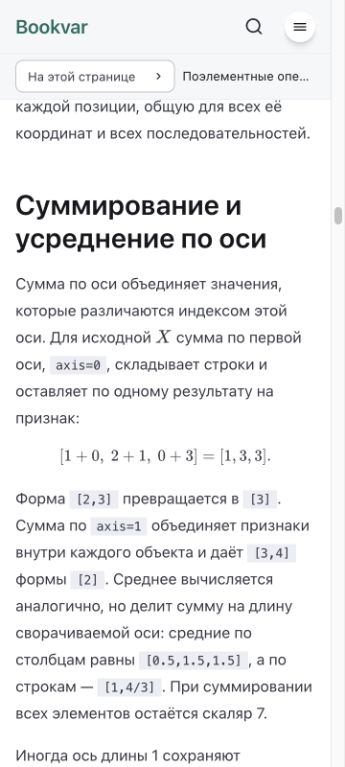 Bookvar
На этой странице
Поэлементные опе...
каждой позиции, общую для всех её
координат и всех последовательностей.
Суммирование и
усреднение по оси
Сумма по оси объединяет значения,
которые различаются индексом этой
оси. Для исходной X сумма по первой
оси, axis=0 , складывает строки и
оставляет по одному результату на
признак:
[1 + 0, 2 + 1, 0 + 3] = [1, 3, 3].
Форма [2,3] превращается в [3] .
Сумма по axis=1 объединяет признаки
внутри каждого объекта и даёт [3,4]
формы [2] . Среднее вычисляется
аналогично, но делит сумму на длину
сворачиваемой оси: средние по
столбцам равны [0.5,1.5,1.5] , а по
строкам — [1,4/3] . При суммировании
всех элементов остаётся скаляр 7.
Иногда ось длины 1 сохраняют